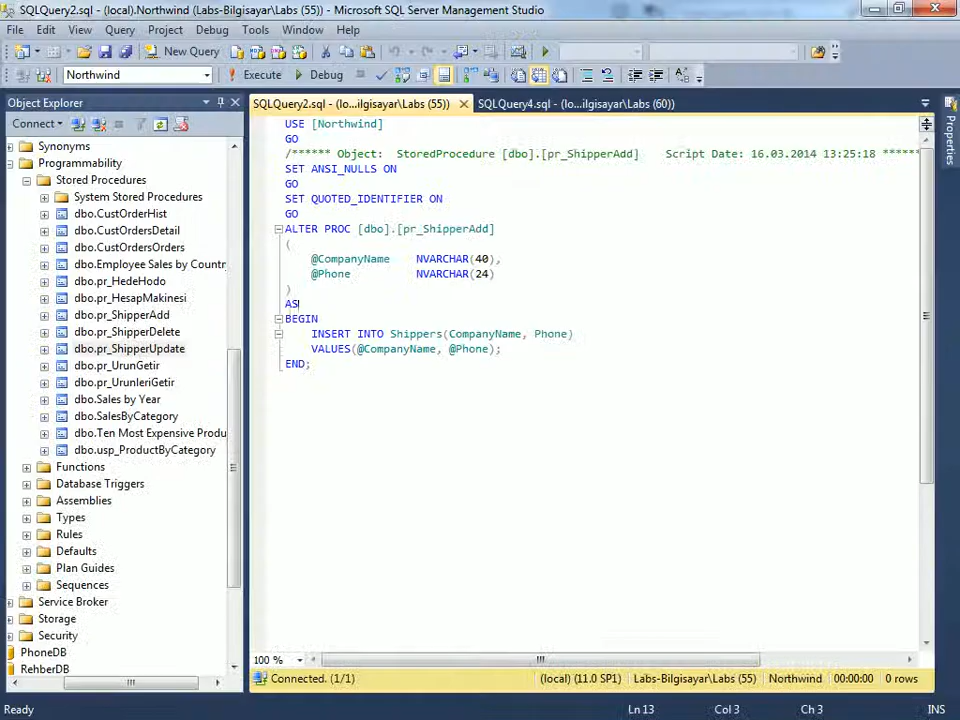 SQLQuery2.sql - (local).Northwind (Labs-Bilgisayar\Labs (55)) - Microsoft SQL Server Management Studio
File Edit View Query Project Debug Tools Window Help
New Query
Northwind Execute Debug
Object Explorer
Connect
Synonyms
Programmability
Stored Procedures
System Stored Procedures
dbo.CustOrderHist
dbo.CustOrdersDetail
dbo.CustOrdersOrders
dbo.Employee Sales by Country
dbo.pr_HedeHodo
dbo.pr_HesapMakinesi
dbo.pr_ShipperAdd
dbo.pr_ShipperDelete
dbo.pr_ShipperUpdate
dbo.pr_UrunGetir
dbo.pr_UrunleriGetir
dbo.Sales by Year
dbo.SalesByCategory
dbo.Ten Most Expensive Produ
dbo.usp_ProductByCategory
Functions
Database Triggers
Assemblies
Types
Rules
Defaults
Plan Guides
Sequences
Service Broker
Storage
Security
PhoneDB
RehberDB
SQLQuery2.sql - (lo...ilgisayar\Labs (55)) SQLQuery4.sql - (lo...ilgisayar\Labs (60))
USE [Northwind]
GO
/****** Object:  StoredProcedure [dbo].[pr_ShipperAdd]    Script Date: 16.03.2014 13:25:18 ******
SET ANSI_NULLS ON
GO
SET QUOTED_IDENTIFIER ON
GO
ALTER PROC [dbo].[pr_ShipperAdd]
(
@CompanyName    NVARCHAR(40),
@Phone          NVARCHAR(24)
)
AS
BEGIN
INSERT INTO Shippers(CompanyName, Phone)
VALUES(@CompanyName, @Phone);
END;
100 %
Connected. (1/1) (local) (11.0 SP1) Labs-Bilgisayar\Labs (55) Northwind 00:00:00 0 rows
Properties
Ready Ln 13 Col 3 Ch 3 INS